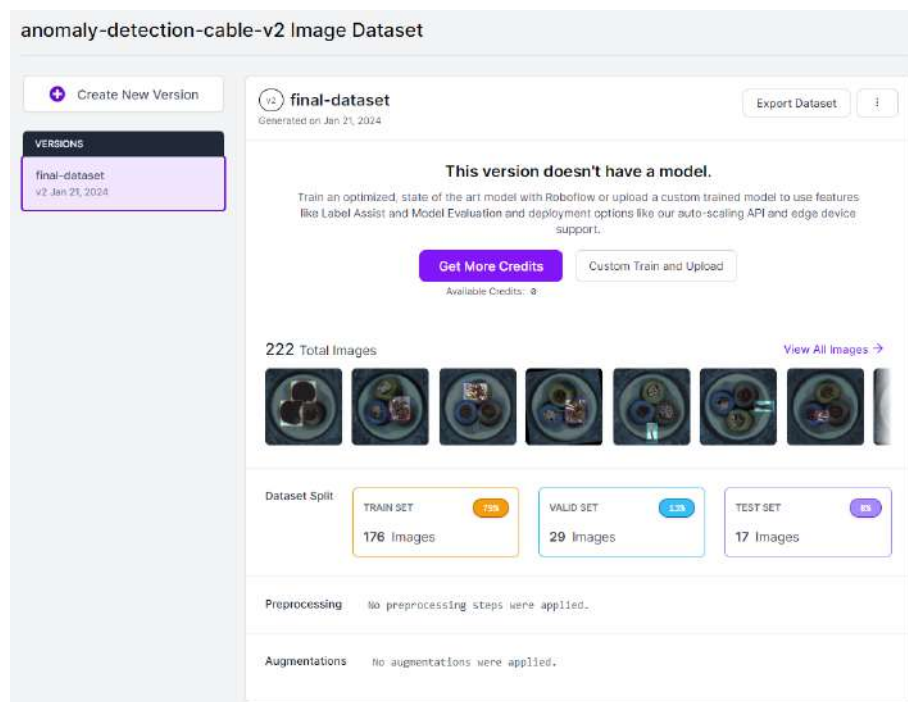 anomaly-detection-cable-v2 Image Dataset
Create New Version
VERSIONS
final-dataset
v2 Jan 21, 2024
v2 final-dataset
Generated on Jan 21, 2024
Export Dataset
This version doesn't have a model.
Train an optimized, state of the art model with Roboflow or upload a custom trained model to use features
like Label Assist and Model Evaluation and deployment options like our auto-scaling API and edge device
support.
Get More Credits
Custom Train and Upload
Available Credits: 0
222 Total Images
View All Images →
Dataset Split
TRAIN SET 79%
176 Images
VALID SET 13%
29 Images
TEST SET 8%
17 Images
Preprocessing No preprocessing steps were applied.
Augmentations No augmentations were applied.